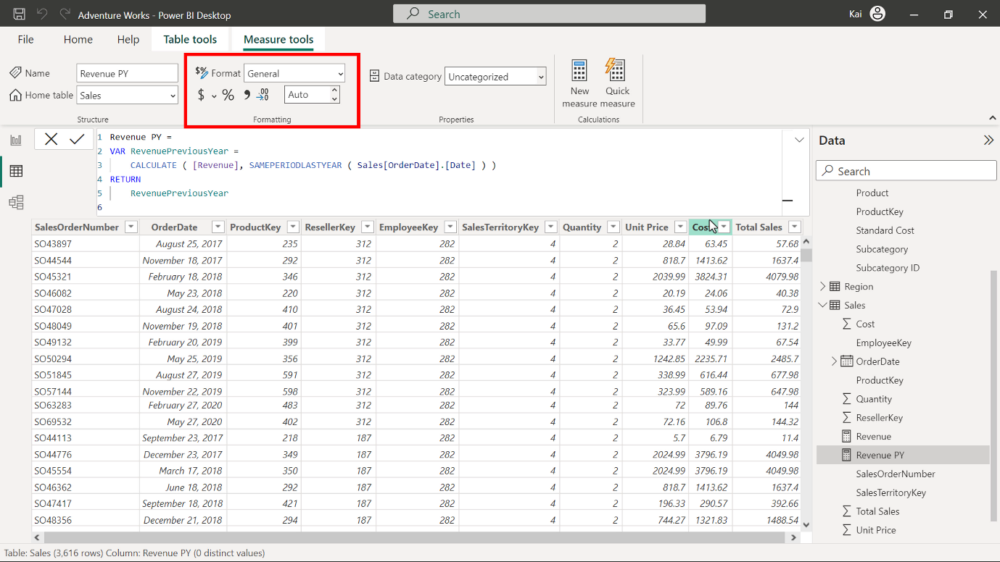 Adventure Works - Power BI Desktop
Search
Kai
File Home Help Table tools Measure tools
Name Revenue PY
Home table Sales
Structure
$% Format General
$ % , .00 →.0 Auto
Formatting
Data category Uncategorized
Properties
New measure
Quick measure
Calculations
1 Revenue PY =
2 VAR RevenuePreviousYear =
3 CALCULATE ( [Revenue], SAMEPERIODLASTYEAR ( Sales[OrderDate].[Date] ) )
4 RETURN
5 RevenuePreviousYear
6
SalesOrderNumber OrderDate ProductKey ResellerKey EmployeeKey SalesTerritoryKey Quantity Unit Price Cost Total Sales
SO43897 August 25, 2017 235 312 282 4 2 28.84 63.45 57.68
SO44544 November 18, 2017 292 312 282 4 2 818.7 1413.62 1637.4
SO45321 February 18, 2018 346 312 282 4 2 2039.99 3824.31 4079.98
SO46082 May 23, 2018 220 312 282 4 2 20.19 24.06 40.38
SO47028 August 24, 2018 410 312 282 4 2 36.45 53.94 72.9
SO48049 November 19, 2018 401 312 282 4 2 65.6 97.09 131.2
SO49132 February 20, 2019 399 312 282 4 2 33.77 49.99 67.54
SO50294 May 25, 2019 356 312 282 4 2 1242.85 2235.71 2485.7
SO51845 August 27, 2019 591 312 282 4 2 338.99 616.44 677.98
SO57144 November 22, 2019 598 312 282 4 2 323.99 589.16 647.98
SO63283 February 27, 2020 483 312 282 4 2 72 89.76 144
SO69532 May 27, 2020 402 312 282 4 2 72.16 106.8 144.32
SO44113 September 23, 2017 218 187 282 4 2 5.7 6.79 11.4
SO44776 December 23, 2017 349 187 282 4 2 2024.99 3796.19 4049.98
SO45554 March 17, 2018 350 187 282 4 2 2024.99 3796.19 4049.98
SO46362 June 18, 2018 292 187 282 4 2 818.7 1413.62 1637.4
SO47417 September 18, 2018 421 187 282 4 2 196.33 290.57 392.66
SO48356 December 21, 2018 294 187 282 4 2 744.27 1321.83 1488.54
Data
Search
Product
ProductKey
Standard Cost
Subcategory
Subcategory ID
Region
Sales
Cost
EmployeeKey
OrderDate
ProductKey
Quantity
ResellerKey
Revenue
Revenue PY
SalesOrderNumber
SalesTerritoryKey
Total Sales
Unit Price
Table: Sales (3,616 rows) Column: Revenue PY (0 distinct values)